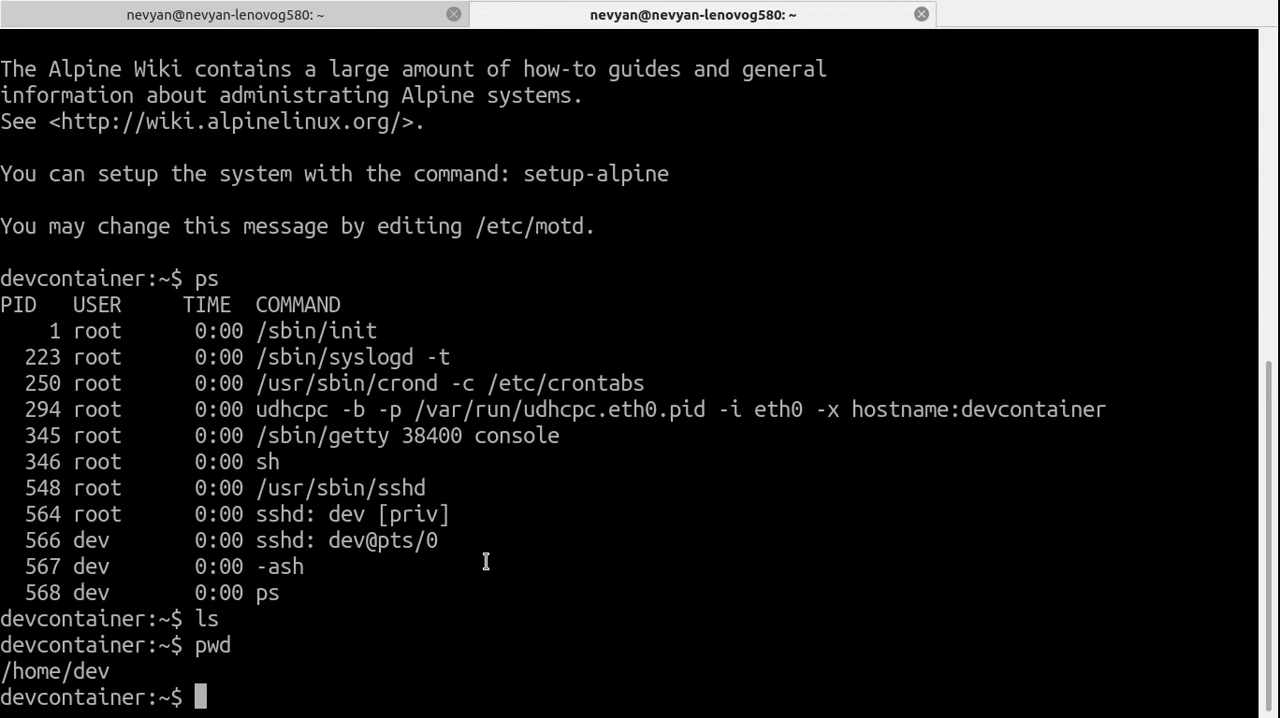 nevyan@nevyan-lenovog580: ~
nevyan@nevyan-lenovog580: ~
The Alpine Wiki contains a large amount of how-to guides and general
information about administrating Alpine systems.
See <http://wiki.alpinelinux.org/>.
You can setup the system with the command: setup-alpine
You may change this message by editing /etc/motd.
devcontainer:~$ ps
PID   USER     TIME  COMMAND
    1 root      0:00 /sbin/init
  223 root      0:00 /sbin/syslogd -t
  250 root      0:00 /usr/sbin/crond -c /etc/crontabs
  294 root      0:00 udhcpc -b -p /var/run/udhcpc.eth0.pid -i eth0 -x hostname:devcontainer
  345 root      0:00 /sbin/getty 38400 console
  346 root      0:00 sh
  548 root      0:00 /usr/sbin/sshd
  564 root      0:00 sshd: dev [priv]
  566 dev       0:00 sshd: dev@pts/0
  567 dev       0:00 -ash
  568 dev       0:00 ps
devcontainer:~$ ls
devcontainer:~$ pwd
/home/dev
devcontainer:~$